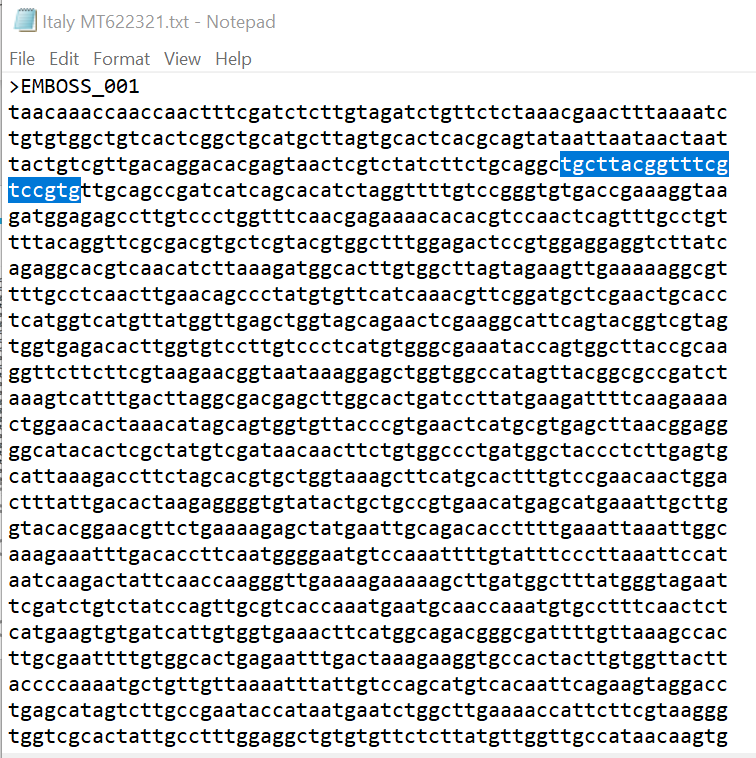 Italy MT622321.txt - Notepad
File Edit Format View Help
>EMBOSS_001
taacaaaccaaccaactttcgatctcttgtagatctgttctctaaacgaactttaaaatc
tgtgtggctgtcactcggctgcatgcttagtgcactcacgcagtataattaataactaat
tactgtcgttgacaggacacgagtaactcgtctatcttctgcaggctgcttacggtttcg
tccgtgttgcagccgatcatcagcacatctaggttttgtccgggtgtgaccgaaaggtaa
gatggagagccttgtccctggtttcaacgagaaaacacacgtccaactcagtttgcctgt
tttacaggttcgcgacgtgctcgtacgtggctttggagactccgtggaggaggtcttatc
agaggcacgtcaacatcttaaagatggcacttgtggcttagtagaagttgaaaaaggcgt
tttgcctcaacttgaacagccctatgtgttcatcaaacgttcggatgctcgaactgcacc
tcatggtcatgttatggttgagctggtagcagaactcgaaggcattcagtacggtcgtag
tggtgagacacttggtgtccttgtccctcatgtgggcgaaataccagtggcttaccgcaa
ggttcttcttcgtaagaacggtaataaaggagctggtggccatagttacggcgccgatct
aaagtcatttgacttaggcgacgagcttggcactgatccttatgaagattttcaagaaaa
ctggaacactaaacatagcagtggtgttacccgtgaactcatgcgtgagcttaacggagg
ggcatacactcgctatgtcgataacaacttctgtggccctgatggctaccctcttgagtg
cattaaagaccttctagcacgtgctggtaaagcttcatgcactttgtccgaacaactgga
ctttattgacactaagaggggtgtatactgctgccgtgaacatgagcatgaaattgcttg
gtacacggaacgttctgaaaagagctatgaattgcagacaccttttgaaattaaattggc
aaagaaatttgacaccttcaatggggaatgtccaaattttgtatttcccttaaattccat
aatcaagactattcaaccaagggttgaaaagaaaaagcttgatggctttatgggtagaat
tcgatctgtctatccagttgcgtcaccaaatgaatgcaaccaaatgtgcctttcaactct
catgaagtgtgatcattgtggtgaaacttcatggcagacgggcgattttgttaaagccac
ttgcgaattttgtggcactgagaatttgactaaagaaggtgccactacttgtggttactt
accccaaaatgctgttgttaaaatttattgtccagcatgtcacaattcagaagtaggacc
tgagcatagtcttgccgaataccataatgaatctggcttgaaaaccattcttcgtaaggg
tggtcgcactattgcctttggaggctgtgtgttctcttatgttggttgccataacaagtg